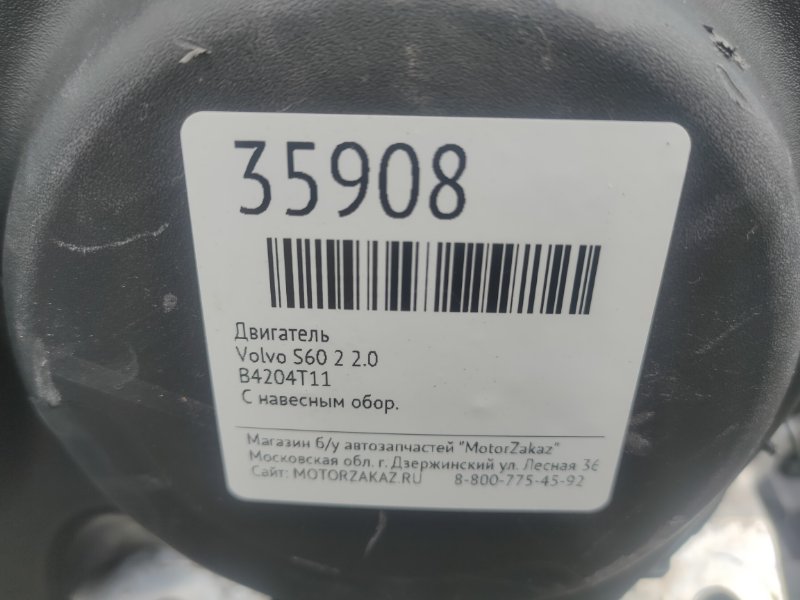 35908
Двигатель
Volvo S60 2 2.0
B4204T11
С навесным обор.
Магазин б/у автозапчастей "MotorZakaz"
Московская обл. г. Дзержинский ул. Лесная 36
Сайт: MOTORZAKAZ.RU 8-800-775-45-92